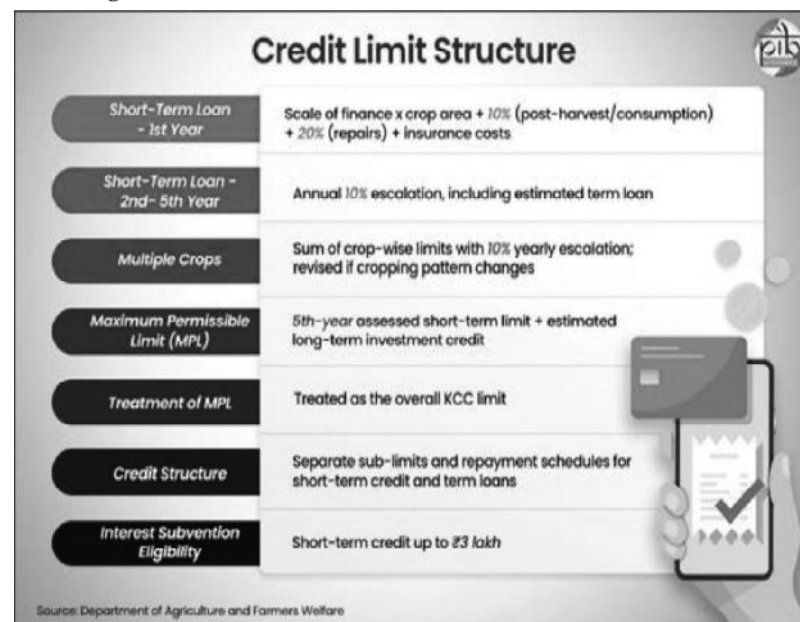 Credit Limit Structure
pib
Short-Term Loan
- 1st Year
Scale of finance x crop area + 10% (post-harvest/consumption)
+ 20% (repairs) + insurance costs
Short-Term Loan -
2nd- 5th Year
Annual 10% escalation, including estimated term loan
Multiple Crops
Sum of crop-wise limits with 10% yearly escalation;
revised if cropping pattern changes
Maximum Permissible
Limit (MPL)
5th-year assessed short-term limit + estimated
long-term investment credit
Treatment of MPL
Treated as the overall KCC limit
Credit Structure
Separate sub-limits and repayment schedules for
short-term credit and term loans
Interest Subvention
Eligibility
Short-term credit up to ₹3 lakh
Source: Department of Agriculture and Farmers Welfare